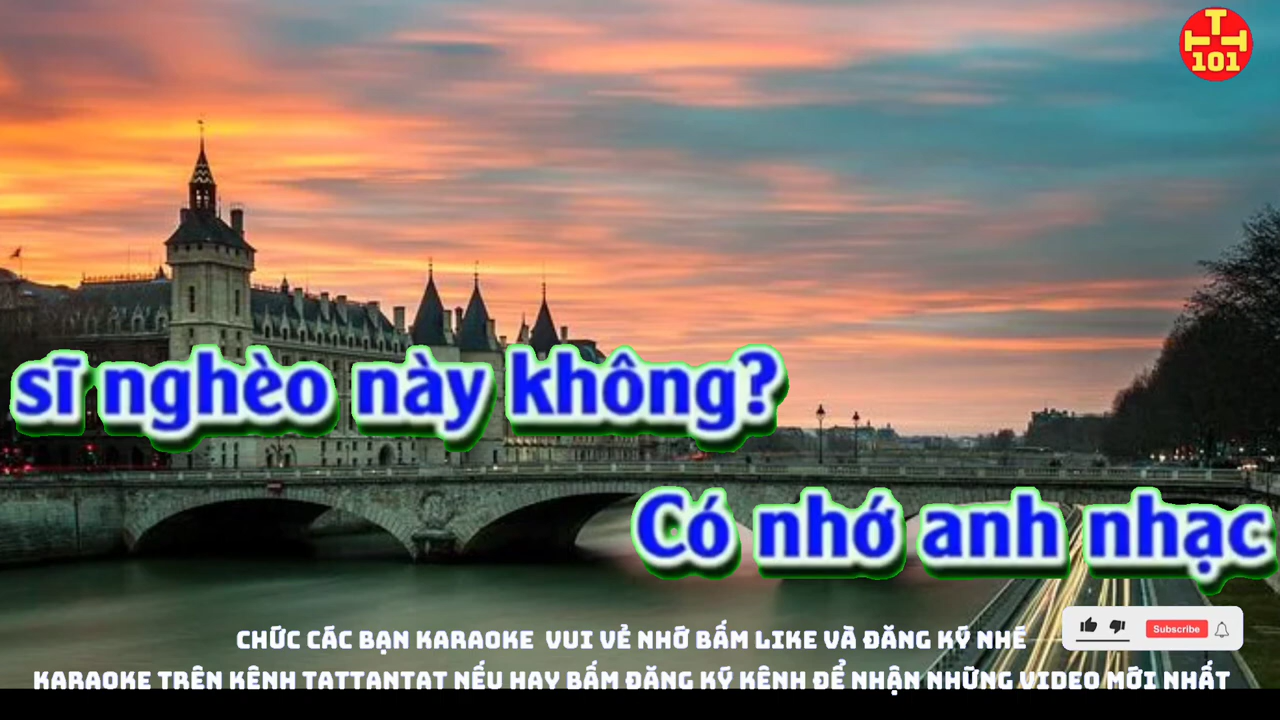 T
H H
101
sĩ nghèo này không?
Có nhớ anh nhạc
CHỨC CÁC BẠN KARAOKE VUI VẺ NHỚ BẤM LIKE VÀ ĐĂNG KÝ NHÉ
Subscribe
KARAOKE TRÊN KÊNH TATTANTAT NẾU HAY BẤM ĐĂNG KÝ KÊNH ĐỂ NHẬN NHỮNG VIDEO MỚI NHẤT